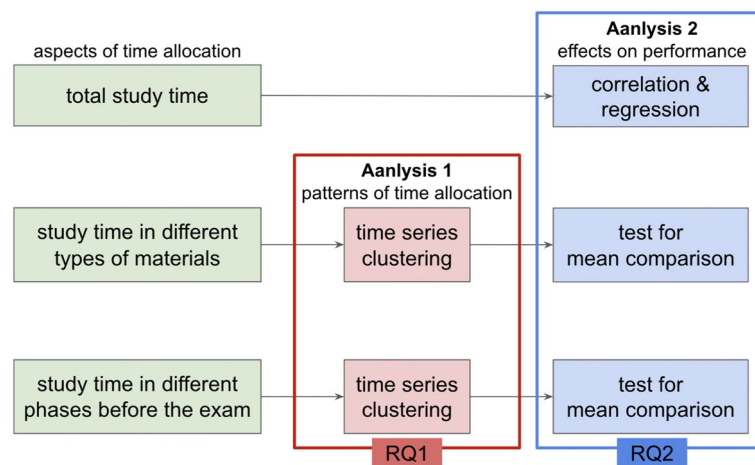 aspects of time allocation
total study time
Aanlysis 2
effects on performance
correlation &
regression
Aanlysis 1
patterns of time allocation
study time in different
types of materials
time series
clustering
test for
mean comparison
study time in different
phases before the exam
time series
clustering
test for
mean comparison
RQ1
RQ2